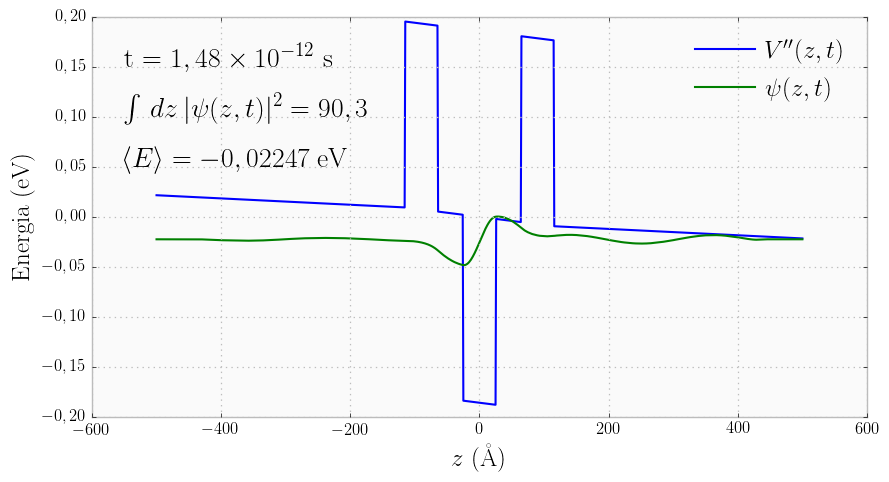 t = 1,48 × 10⁻¹² s
∫ dz |ψ(z, t)|² = 90,3
⟨E⟩ = −0,02247 eV
V′′(z, t)
ψ(z, t)
Energia (eV)
0,20
0,15
0,10
0,05
0,00
−0,05
−0,10
−0,15
−0,20
−600 −400 −200 0 200 400 600
z (Å)